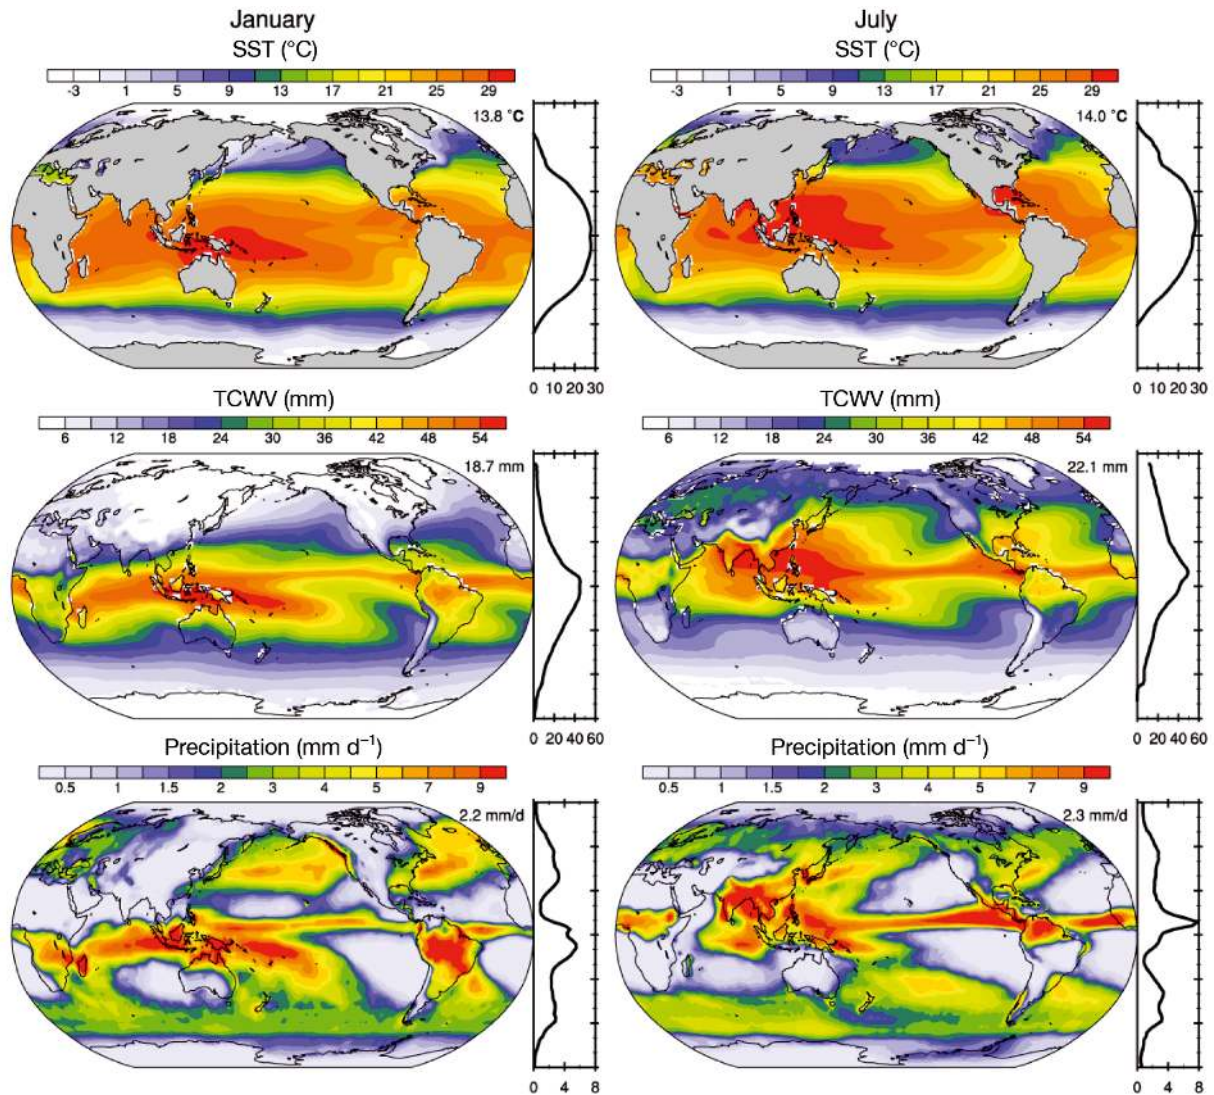 January
SST (°C)
-3 1 5 9 13 17 21 25 29
13.8 °C
0 10 20 30
July
SST (°C)
-3 1 5 9 13 17 21 25 29
14.0 °C
0 10 20 30
TCWV (mm)
6 12 18 24 30 36 42 48 54
18.7 mm
0 20 40 60
TCWV (mm)
6 12 18 24 30 36 42 48 54
22.1 mm
0 20 40 60
Precipitation (mm d⁻¹)
0.5 1 1.5 2 3 4 5 7 9
2.2 mm/d
0 4 8
Precipitation (mm d⁻¹)
0.5 1 1.5 2 3 4 5 7 9
2.3 mm/d
0 4 8